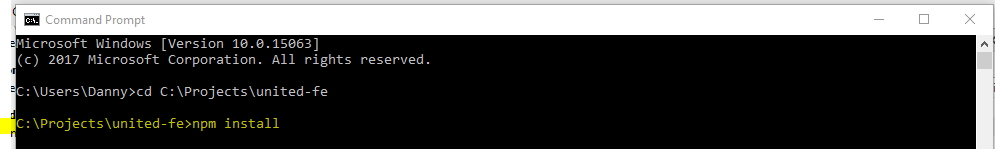 Command Prompt
Microsoft Windows [Version 10.0.15063]
(c) 2017 Microsoft Corporation. All rights reserved.
C:\Users\Danny>cd C:\Projects\united-fe
C:\Projects\united-fe>npm install